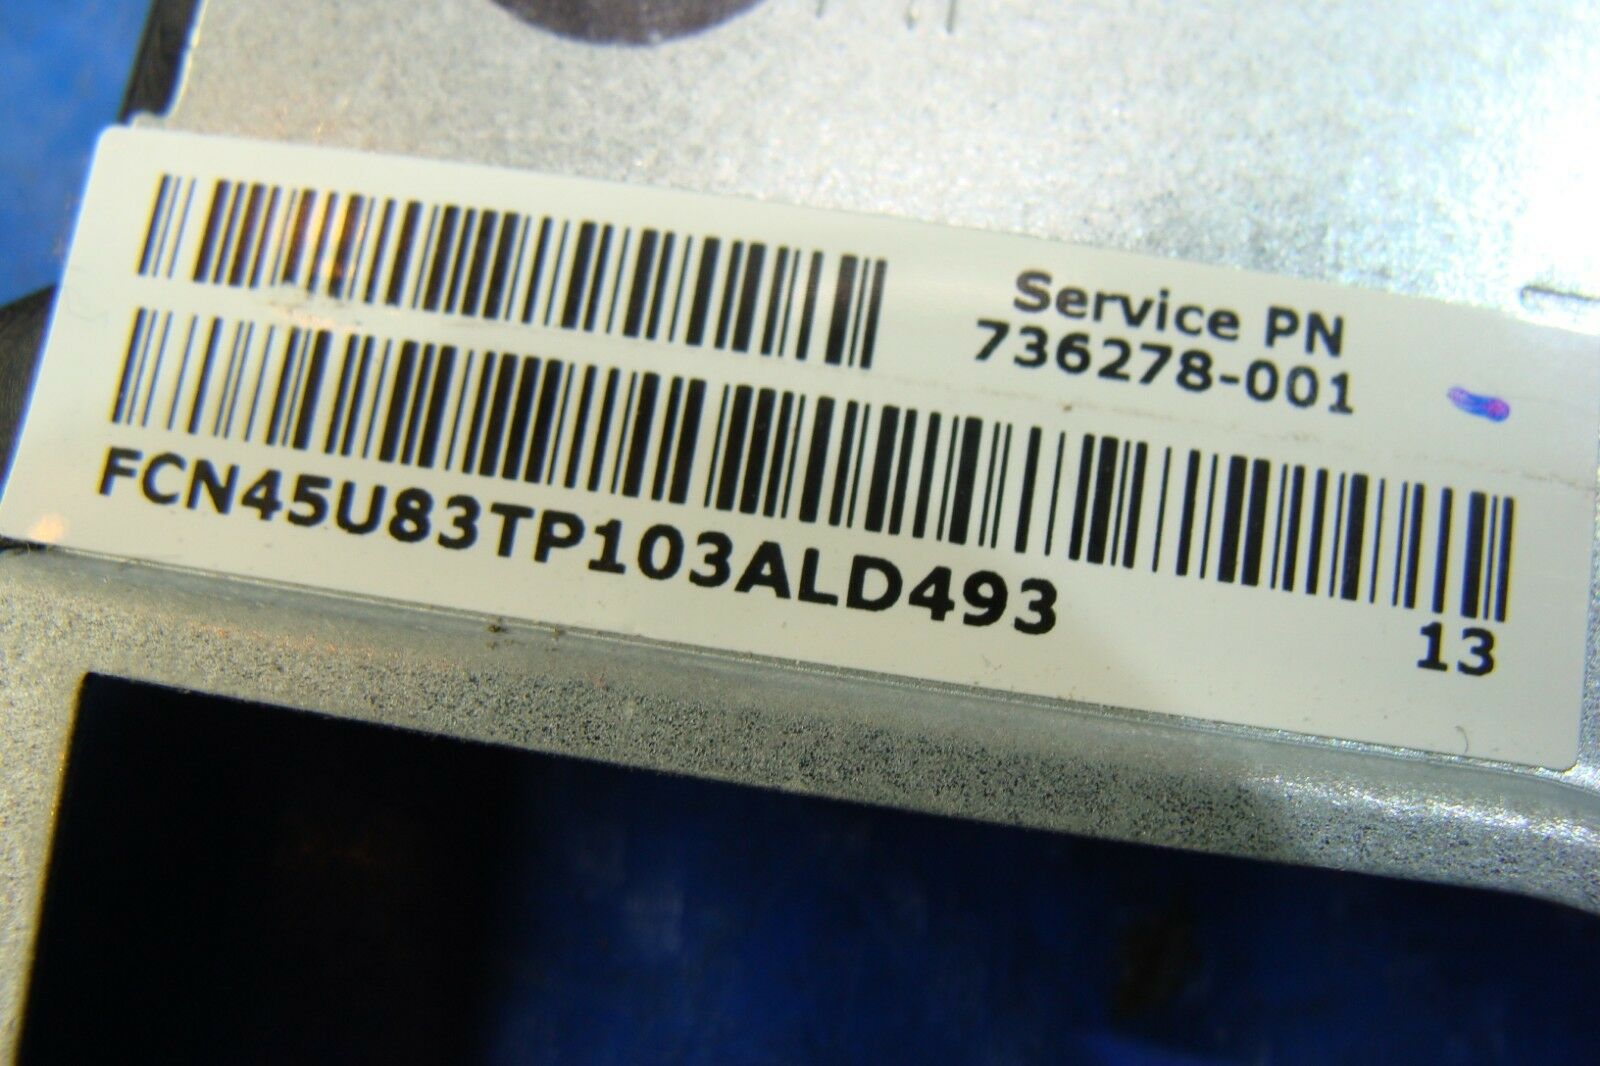 Service PN
736278-001
FCN45U83TP103ALD493
13